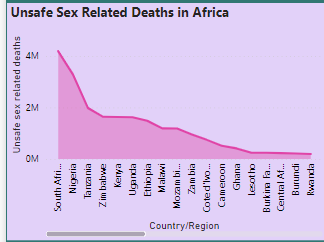 Unsafe Sex Related Deaths in Africa
Unsafe sex related deaths
4M
2M
0M
South Afri...
Nigeria
Tanzania
Zimbabwe
Kenya
Uganda
Ethiopia
Malawi
Mozambi...
Zambia
Cote d'Ivo...
Cameroon
Ghana
Lesotho
Burkina Fa...
Central Af...
Burundi
Rwanda
Country/Region